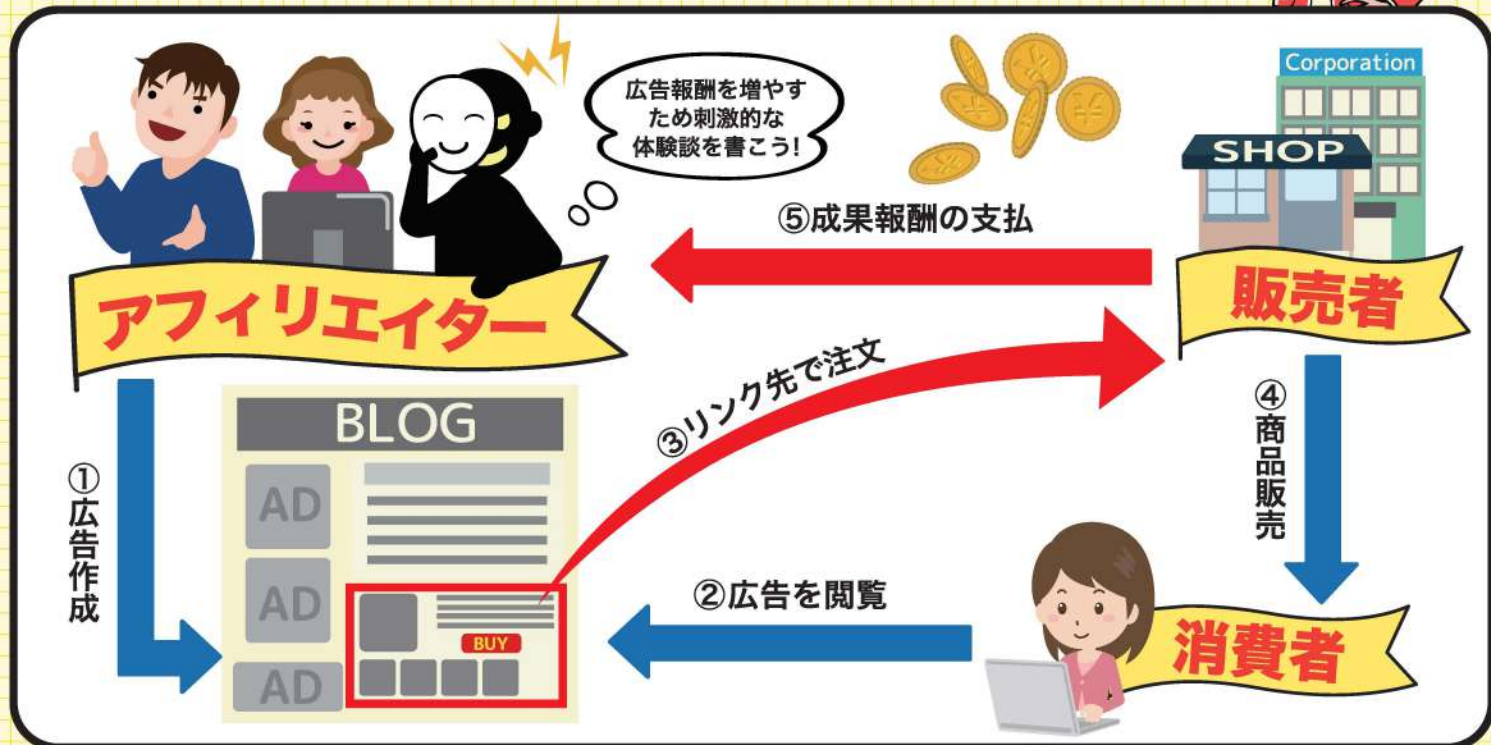 広告報酬を増やす
ため刺激的な
体験談を書こう!
Corporation
SHOP
⑤成果報酬の支払
アフィリエイター
販売者
③リンク先で注文
④商品販売
①広告作成
BLOG
AD
AD
AD
BUY
②広告を閲覧
消費者